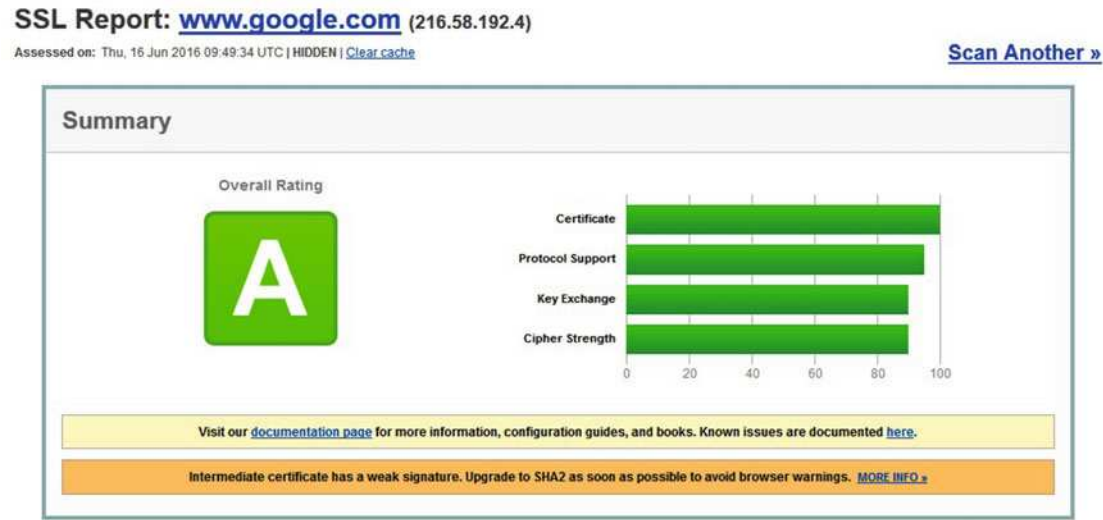 SSL Report: www.google.com (216.58.192.4)
Assessed on: Thu, 16 Jun 2016 09:49:34 UTC | HIDDEN | Clear cache
Scan Another »
Summary
Overall Rating
A
Certificate
Protocol Support
Key Exchange
Cipher Strength
0 20 40 60 80 100
Visit our documentation page for more information, configuration guides, and books. Known issues are documented here.
Intermediate certificate has a weak signature. Upgrade to SHA2 as soon as possible to avoid browser warnings. MORE INFO »